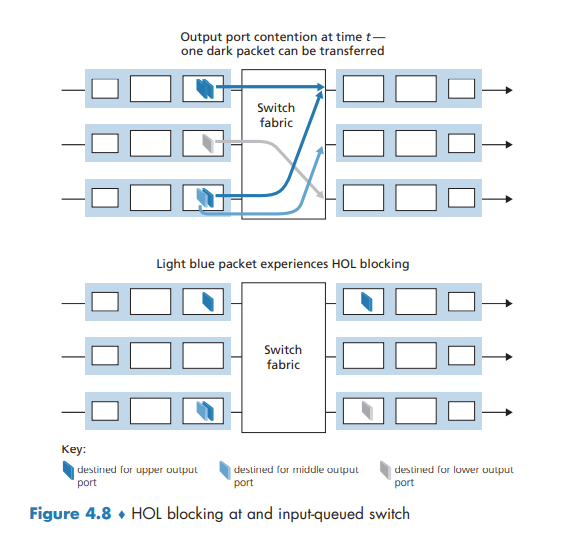 Output port contention at time t—
one dark packet can be transferred
Switch
fabric
Light blue packet experiences HOL blocking
Switch
fabric
Key:
destined for upper output
port
destined for middle output
port
destined for lower output
port
Figure 4.8 ♦ HOL blocking at and input-queued switch